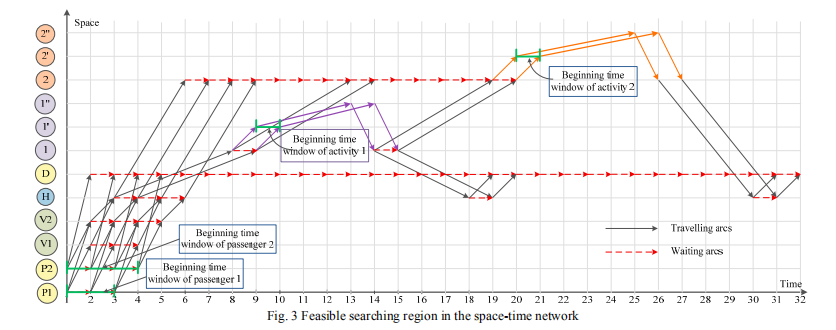 Space
2"
2'
2
1"
1'
1
D
H
V2
V1
P2
P1
Beginning time
window of activity 2
Beginning time
window of activity 1
Beginning time
window of passenger 2
Beginning time
window of passenger 1
Travelling arcs
Waiting arcs
Time
1 2 3 4 5 6 7 8 9 10 11 12 13 14 15 16 17 18 19 20 21 22 23 24 25 26 27 28 29 30 31 32
Fig. 3 Feasible searching region in the space-time network